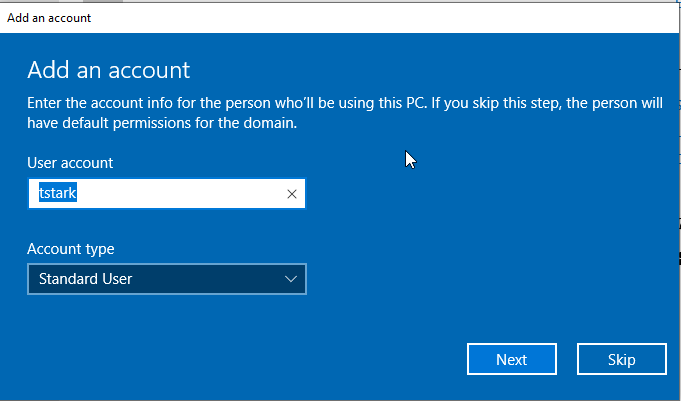 Add an account
Add an account
Enter the account info for the person who'll be using this PC. If you skip this step, the person will
have default permissions for the domain.
User account
tstark
Account type
Standard User
Next
Skip